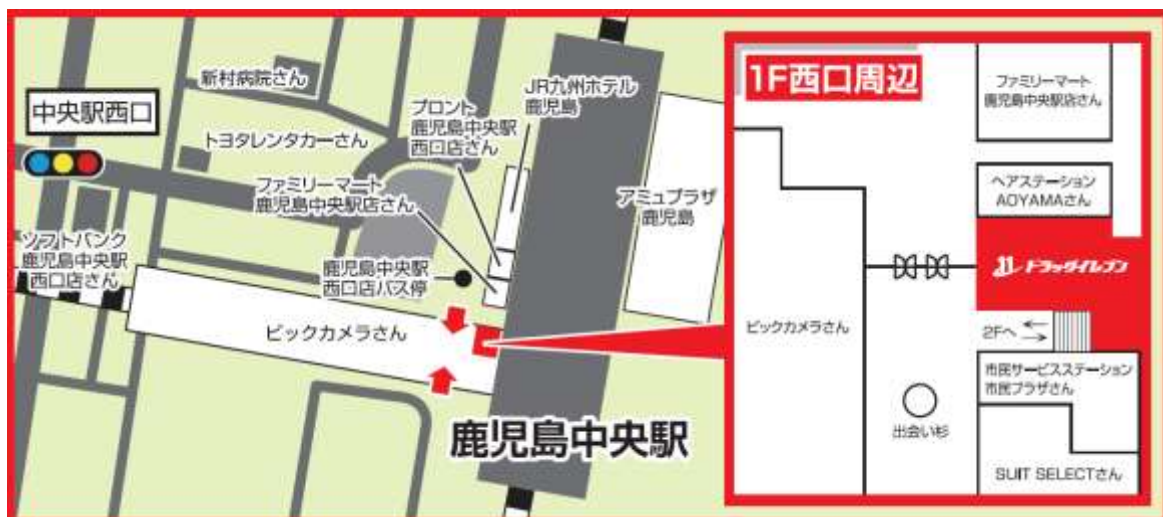 新村病院さん
中央駅西口
トヨタレンタカーさん
JR九州ホテル
鹿児島
プロント
鹿児島中央駅
西口店さん
ファミリーマート
鹿児島中央駅店さん
アミュプラザ
鹿児島
ソフトバンク
鹿児島中央駅
西口店さん
鹿児島中央駅
西口店バス停
ビックカメラさん
鹿児島中央駅
1F西口周辺
ファミリーマート
鹿児島中央駅店さん
ヘアステーション
AOYAMAさん
ドラッグイレブン
ビックカメラさん
2Fへ
市民サービスステーション
市民プラザさん
出会い杉
SUIT SELECTさん